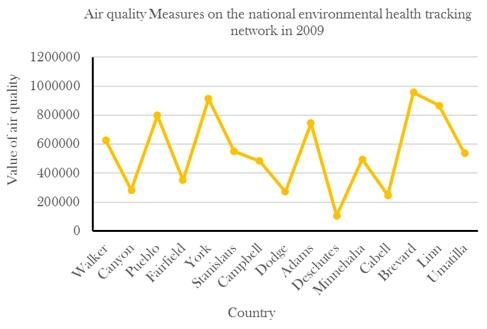 Air quality Measures on the national environmental health tracking
network in 2009
Value of air quality
1200000
1000000
800000
600000
400000
200000
0
Walker
Canyon
Pueblo
Fairfield
York
Stanislaus
Campbell
Dodge
Adams
Deschutes
Minnehaha
Cabell
Brevard
Linn
Umatilla
Country